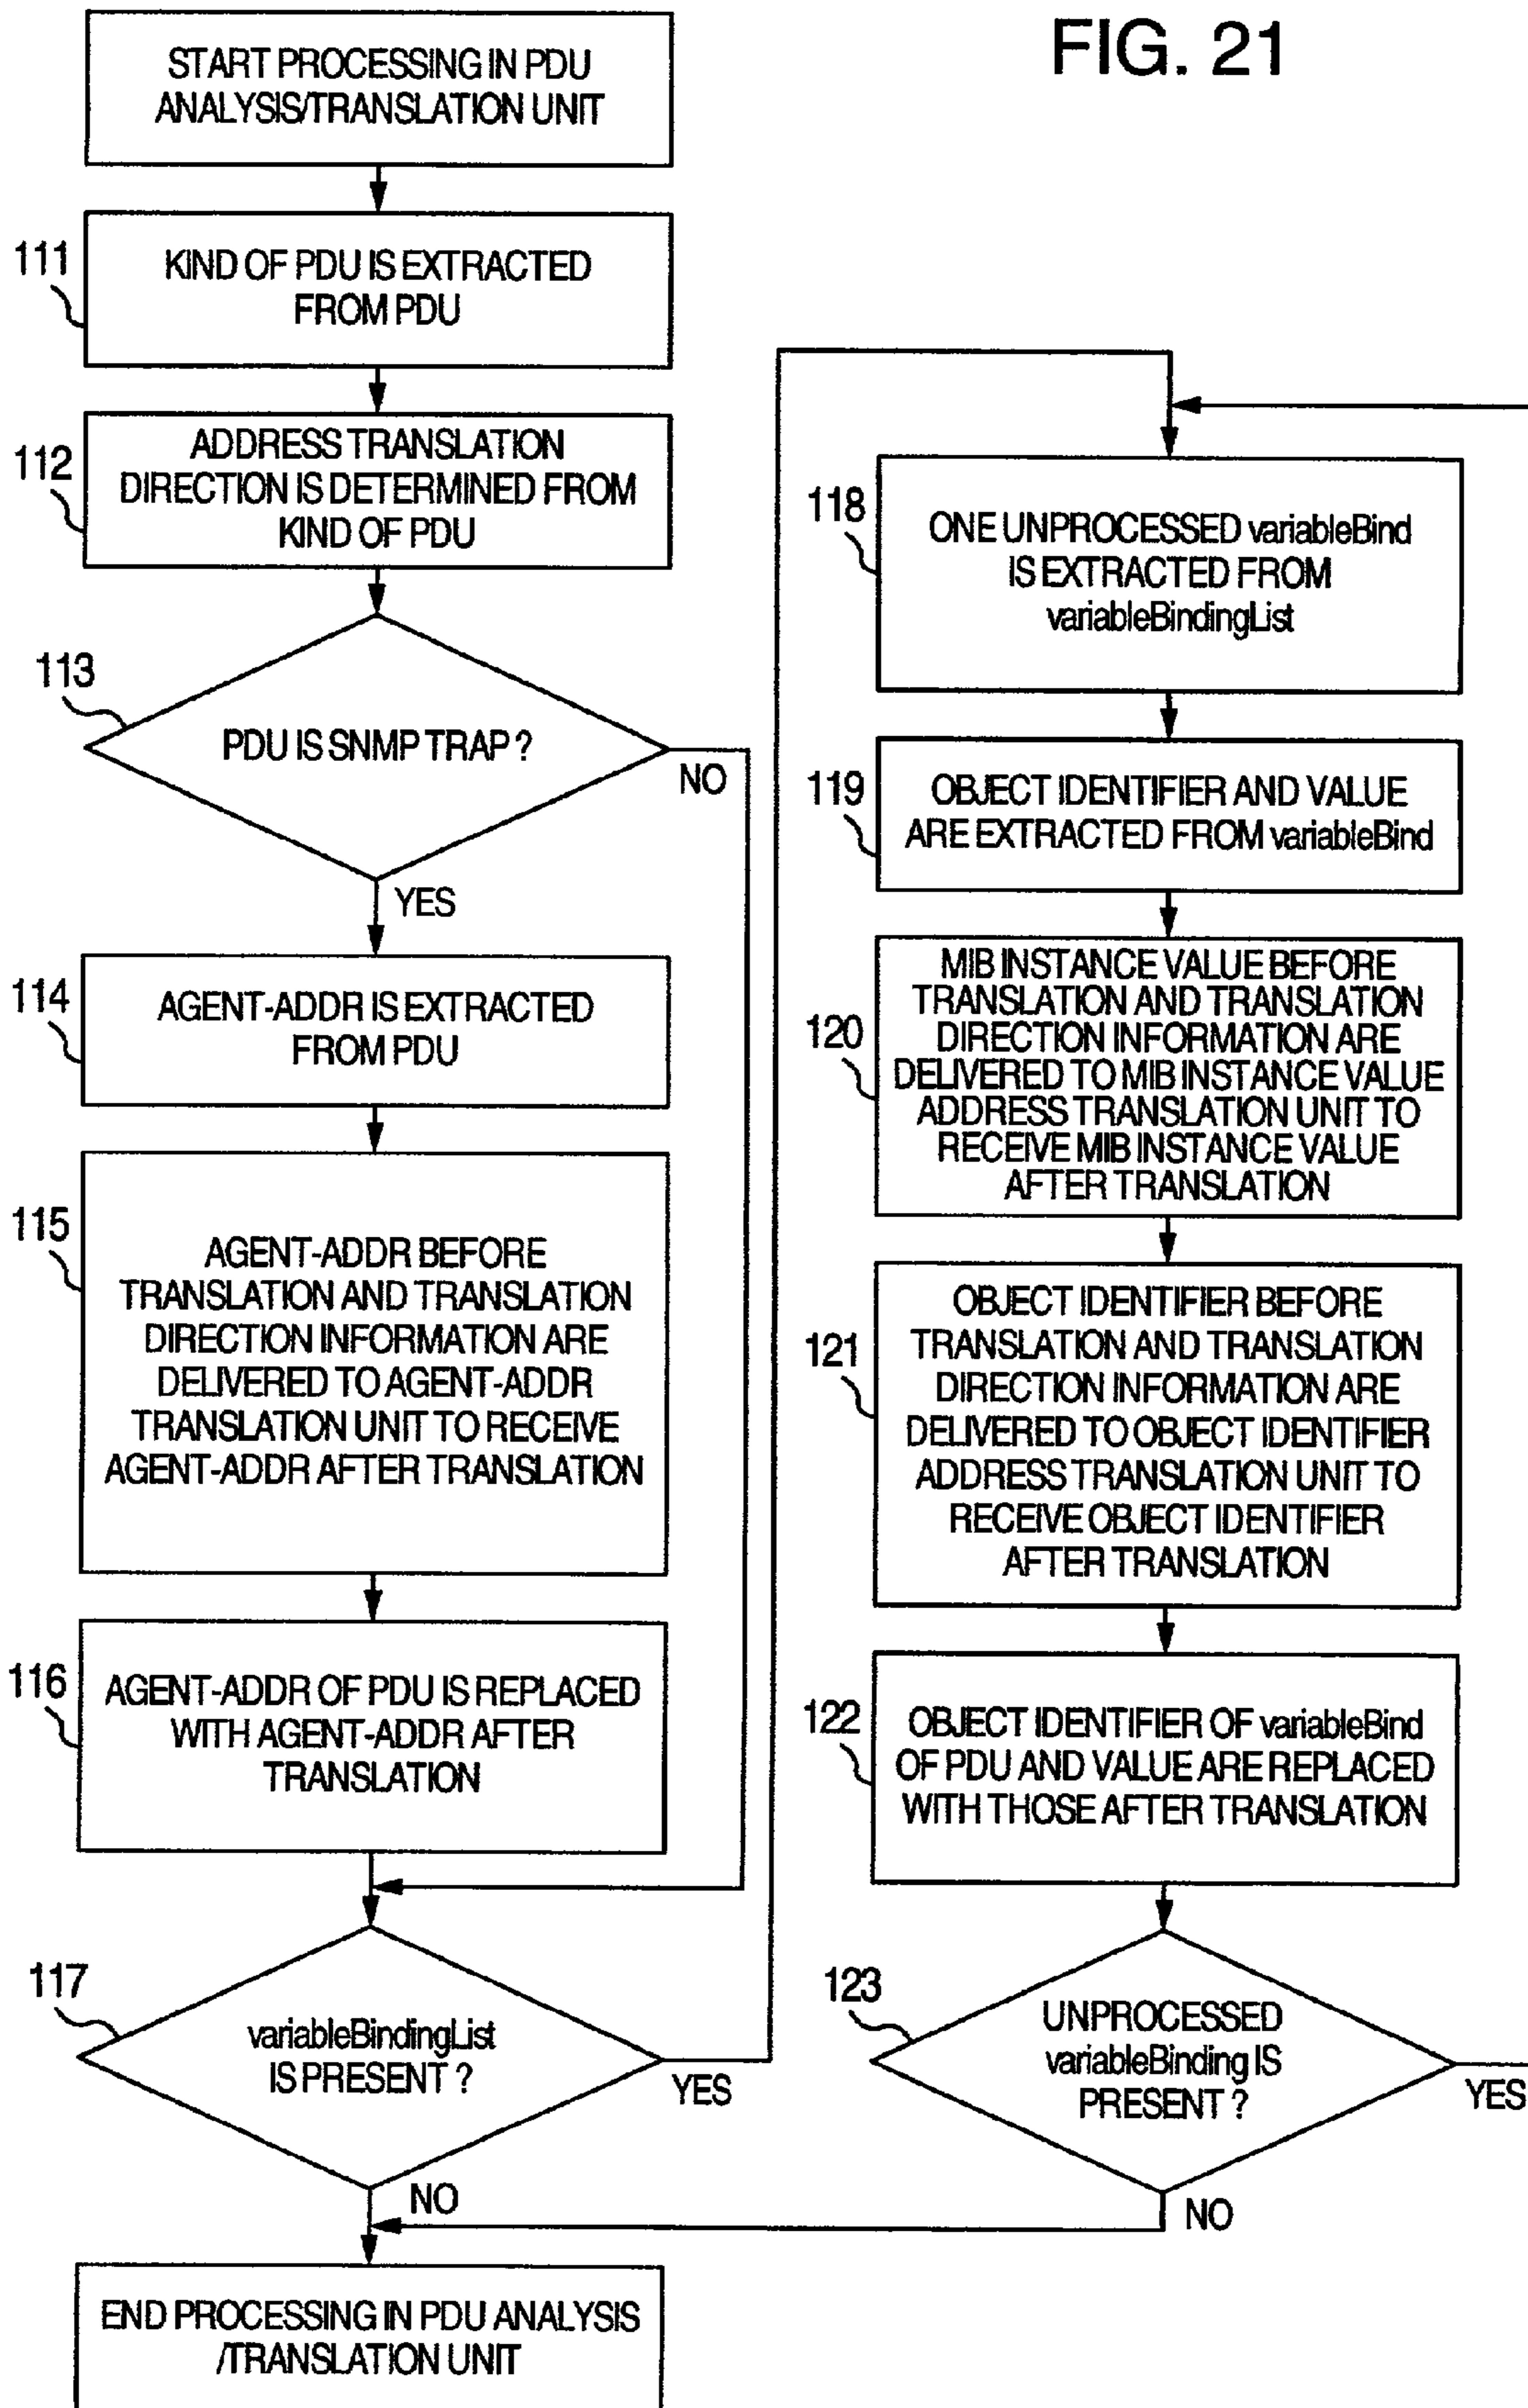 FIG. 21
START PROCESSING IN PDU
ANALYSIS/TRANSLATION UNIT
111
KIND OF PDU IS EXTRACTED
FROM PDU
112
ADDRESS TRANSLATION
DIRECTION IS DETERMINED FROM
KIND OF PDU
113
PDU IS SNMP TRAP ?
NO
YES
114
AGENT-ADDR IS EXTRACTED
FROM PDU
115
AGENT-ADDR BEFORE
TRANSLATION AND TRANSLATION
DIRECTION INFORMATION ARE
DELIVERED TO AGENT-ADDR
TRANSLATION UNIT TO RECEIVE
AGENT-ADDR AFTER TRANSLATION
116
AGENT-ADDR OF PDU IS REPLACED
WITH AGENT-ADDR AFTER
TRANSLATION
117
variableBindingList
IS PRESENT ?
YES
NO
118
ONE UNPROCESSED variableBind
IS EXTRACTED FROM
variableBindingList
119
OBJECT IDENTIFIER AND VALUE
ARE EXTRACTED FROM variableBind
120
MIB INSTANCE VALUE BEFORE
TRANSLATION AND TRANSLATION
DIRECTION INFORMATION ARE
DELIVERED TO MIB INSTANCE VALUE
ADDRESS TRANSLATION UNIT TO
RECEIVE MIB INSTANCE VALUE
AFTER TRANSLATION
121
OBJECT IDENTIFIER BEFORE
TRANSLATION AND TRANSLATION
DIRECTION INFORMATION ARE
DELIVERED TO OBJECT IDENTIFIER
ADDRESS TRANSLATION UNIT TO
RECEIVE OBJECT IDENTIFIER
AFTER TRANSLATION
122
OBJECT IDENTIFIER OF variableBind
OF PDU AND VALUE ARE REPLACED
WITH THOSE AFTER TRANSLATION
123
UNPROCESSED
variableBinding IS
PRESENT ?
YES
NO
END PROCESSING IN PDU ANALYSIS
/TRANSLATION UNIT